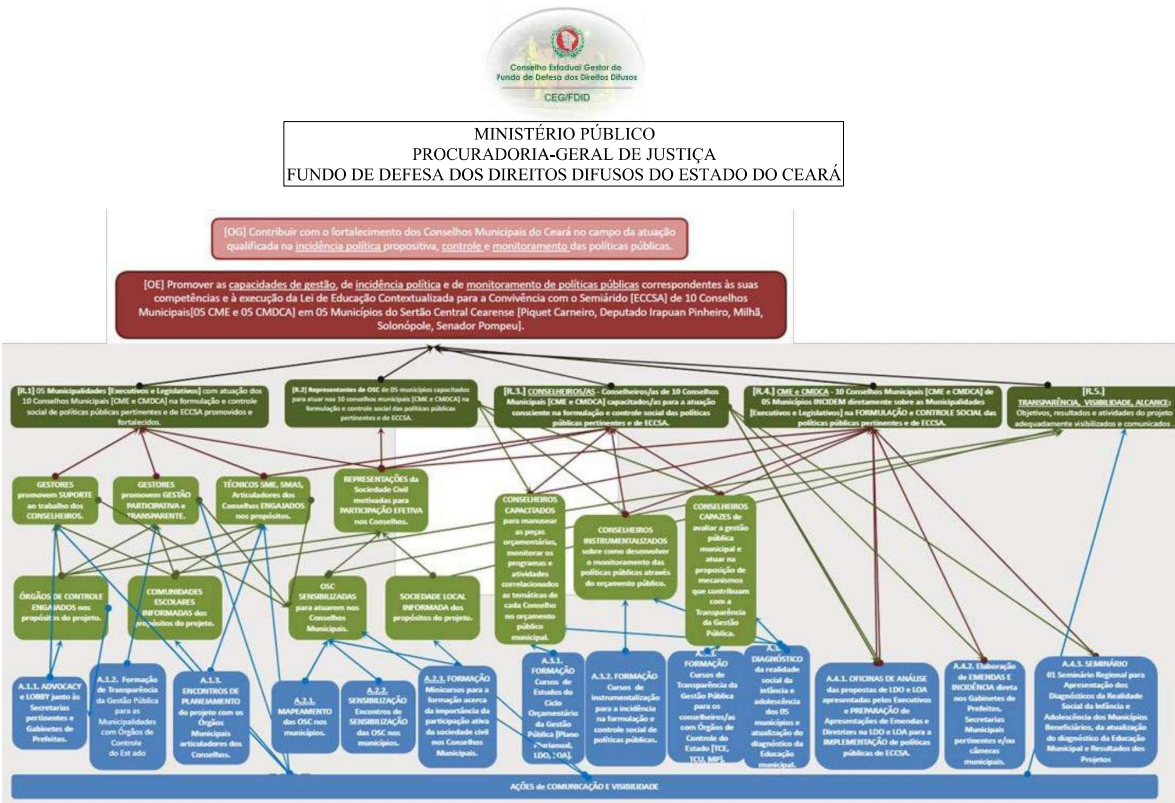 Conselho Estadual Gestor do
Fundo de Defesa dos Direitos Difusos
CEG/FDID
MINISTÉRIO PÚBLICO
PROCURADORIA-GERAL DE JUSTIÇA
FUNDO DE DEFESA DOS DIREITOS DIFUSOS DO ESTADO DO CEARÁ
[OG] Contribuir com o fortalecimento dos Conselhos Municipais do Ceará no campo da atuação
qualificada na incidência política propositiva, controle e monitoramento das políticas públicas.
[OE] Promover as capacidades de gestão, de incidência política e de monitoramento de políticas públicas correspondentes às suas
competências e à execução da Lei de Educação Contextualizada para a Convivência com o Semiárido [ECCSA] de 10 Conselhos
Municipais[05 CME e 05 CMDCA] em 05 Municípios do Sertão Central Cearense [Piquet Carneiro, Deputado Irapuan Pinheiro, Milhã,
Solonópole, Senador Pompeu].
[R.1] 05 Municipalidades [Executivos e Legislativos] com atuação dos
10 Conselhos Municipais [CME e CMDCA] na formulação e controle
social de políticas públicas pertinentes e de ECCSA promovidos e
fortalecidos.
[R.2] Representantes de OSC de 05 municípios capacitados
para atuar nos 10 conselhos municipais [CME e CMDCA] na
formulação e controle social das políticas públicas
pertinentes e de ECCSA.
[R.3.] CONSELHEIROS/AS - Conselheiros/as de 10 Conselhos
Municipais [CME e CMDCA] capacitados/as para a atuação
consciente na formulação e controle social das políticas
públicas pertinentes e de ECCSA.
[R.4.] CME e CMDCA - 10 Conselhos Municipais [CME e CMDCA] de
05 Municípios INCIDEM diretamente sobre as Municipalidades
[Executivos e Legislativos] na FORMULAÇÃO e CONTROLE SOCIAL das
políticas públicas pertinentes e de ECCSA.
[R.5.]
TRANSPARÊNCIA, VISIBILIDADE, ALCANCE:
Objetivos, resultados e atividades do projeto
adequadamente visibilizados e comunicados
GESTORES
promovem SUPORTE
ao trabalho dos
CONSELHEIROS.
GESTORES
promovem GESTÃO
PARTICIPATIVA e
TRANSPARENTE.
TÉCNICOS SME, SMAS,
Articuladores dos
Conselhos ENGAJADOS
nos propósitos.
REPRESENTAÇÕES da
Sociedade Civil
motivadas para
PARTICIPAÇÃO EFETIVA
nos Conselhos.
CONSELHEIROS
CAPACITADOS
para manusear
as peças
orçamentárias,
monitorar os
programas e
atividades
correlacionados
as temáticas de
cada Conselho
no orçamento
público
municipal.
CONSELHEIROS
INSTRUMENTALIZADOS
sobre como desenvolver
o monitoramento das
políticas públicas através
do orçamento público.
CONSELHEIROS
CAPAZES de
avaliar a gestão
pública
municipal e
atuar na
proposição de
mecanismos
que contribuam
com a
Transparência
da Gestão
Pública.
ÓRGÃOS DE CONTROLE
ENGAJADOS nos
propósitos do projeto.
COMUNIDADES
ESCOLARES
INFORMADAS dos
propósitos do projeto.
OSC
SENSIBILIZADAS
para atuarem nos
Conselhos
Municipais.
SOCIEDADE LOCAL
INFORMADA dos
propósitos do projeto.
A.1.1. ADVOCACY
e LOBBY junto às
Secretarias
pertinentes e
Gabinetes de
Prefeitos.
A.1.2. Formação
de Transparência
da Gestão Pública
para as
Municipalidades
com Órgãos de
Controle
do Estado
A.1.3.
ENCONTROS DE
PLANEJAMENTO do
projeto com os
Órgãos
Municipais
articuladores dos
Conselhos.
A.2.1.
MAPEAMENTO
das OSC nos
municípios.
A.2.2.
SENSIBILIZAÇÃO
Encontros de
SENSIBILIZAÇÃO
das OSC nos
municípios.
A.2.3. FORMAÇÃO
Minicursos para a
formação acerca
da importância da
participação ativa
da sociedade civil
nos Conselhos
Municipais.
A.3.1.
FORMAÇÃO
Cursos de
Estudos do
Ciclo
Orçamentário
da Gestão
Pública [Plano
Plurianual,
LDO, LOA].
A.3.2. FORMAÇÃO
Cursos de
instrumentalização
para a incidência
na formulação e
controle social de
políticas públicas.
FORMAÇÃO
Cursos de
Transparência da
Gestão Pública
para os
conselheiros/as
com Órgãos de
Controle do
Estado [TCE,
TCU, MP].
DIAGNÓSTICO
da realidade
social da
infância e
adolescência
dos 05
municípios e
atualização do
diagnóstico da
Educação
municipal.
A.4.1. OFICINAS DE ANÁLISE
das propostas de LDO e LOA
apresentadas pelos Executivos
e PREPARAÇÃO de
Apresentações de Emendas e
Diretrizes na LDO e LOA para a
IMPLEMENTAÇÃO de políticas
públicas de ECCSA.
A.4.2. Elaboração
de EMENDAS E
INCIDÊNCIA direta
nos Gabinetes de
Prefeitos,
Secretarias
Municipais
pertinentes e/ou
câmeras
municipais.
A.4.3. SEMINÁRIO
01 Seminário Regional para
Apresentação dos
Diagnósticos da Realidade
Social da Infância e
Adolescência dos Municípios
Beneficiários, da atualização
do diagnóstico da Educação
Municipal e Resultados dos
Projetos
AÇÕES de COMUNICAÇÃO E VISIBILIDADE